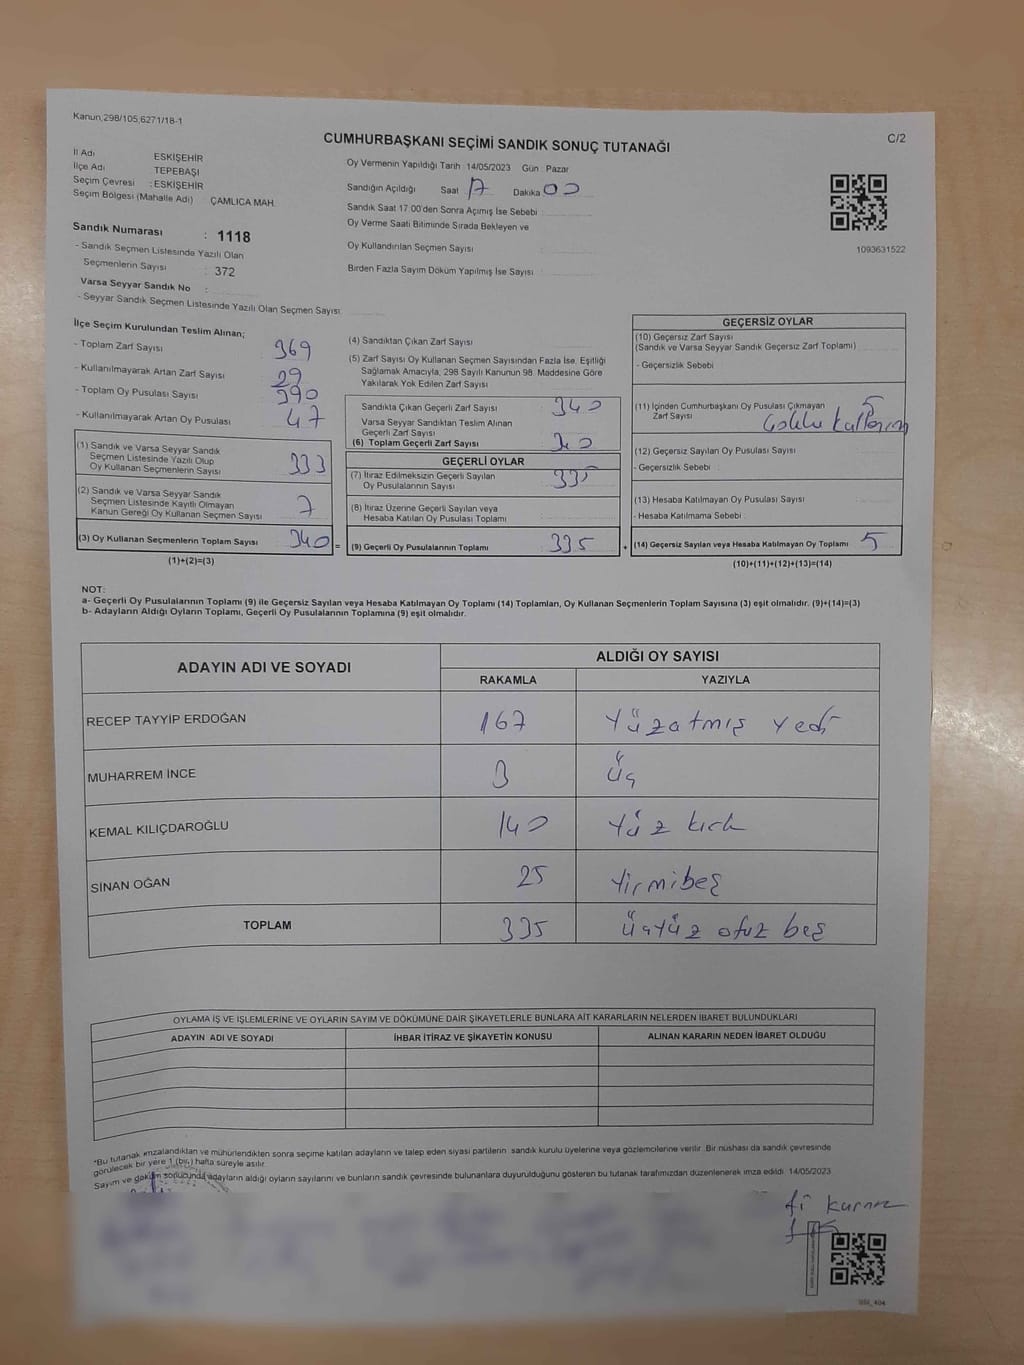 Kanun,298/105,6271/18-1
C/2
CUMHURBAŞKANI SEÇİMİ SANDIK SONUÇ TUTANAĞI
İl Adı ESKİŞEHİR
İlçe Adı TEPEBAŞI
Seçim Çevresi : ESKİŞEHİR
Seçim Bölgesi (Mahalle Adı) ÇAMLICA MAH.
Oy Vermenin Yapıldığı Tarih : 14/05/2023 Gün : Pazar
Sandığın Açıldığı Saat 17 Dakika 00
Sandık Saat 17:00'den Sonra Açımış İse Sebebi
Oy Verme Saati Bitiminde Sırada Bekleyen ve
Oy Kullandırılan Seçmen Sayısı
Birden Fazla Sayım Döküm Yapılmış İse Sayısı
1093631522
Sandık Numarası : 1118
- Sandık Seçmen Listesinde Yazılı Olan
Seçmenlerin Sayısı : 372
Varsa Seyyar Sandık No :
- Seyyar Sandık Seçmen Listesinde Yazılı Olan Seçmen Sayısı:
İlçe Seçim Kurulundan Teslim Alınan;
- Toplam Zarf Sayısı 369
- Kullanılmayarak Artan Zarf Sayısı 29
- Toplam Oy Pusulası Sayısı 390
- Kullanılmayarak Artan Oy Pusulası 47
(1) Sandık ve Varsa Seyyar Sandık
Seçmen Listesinde Yazılı Olup
Oy Kullanan Seçmenlerin Sayısı 333
(2) Sandık ve Varsa Seyyar Sandık
Seçmen Listesinde Kayıtlı Olmayan
Kanun Gereği Oy Kullanan Seçmen Sayısı 7
(3) Oy Kullanan Seçmenlerin Toplam Sayısı 340 =
(1)+(2)=(3)
(4) Sandıktan Çıkan Zarf Sayısı
(5) Zarf Sayısı Oy Kullanan Seçmen Sayısından Fazla İse, Eşitliği
Sağlamak Amacıyla, 298 Sayılı Kanunun 98. Maddesine Göre
Yakılarak Yok Edilen Zarf Sayısı
Sandıkta Çıkan Geçerli Zarf Sayısı 340
Varsa Seyyar Sandıktan Teslim Alınan
Geçerli Zarf Sayısı
(6) Toplam Geçerli Zarf Sayısı 340
GEÇERLİ OYLAR
(7) İtiraz Edilmeksizin Geçerli Sayılan
Oy Pusulalarının Sayısı 335
(8) İtiraz Üzerine Geçerli Sayılan veya
Hesaba Katılan Oy Pusulası Toplamı
(9) Geçerli Oy Pusulalarının Toplamı 335 +
GEÇERSİZ OYLAR
(10) Geçersiz Zarf Sayısı
(Sandık ve Varsa Seyyar Sandık Geçersiz Zarf Toplamı)
- Geçersizlik Sebebi
(11) İçinden Cumhurbaşkanı Oy Pusulası Çıkmayan
Zarf Sayısı 5
(12) Geçersiz Sayılan Oy Pusulası Sayısı
- Geçersizlik Sebebi
(13) Hesaba Katılmayan Oy Pusulası Sayısı
- Hesaba Katılmama Sebebi
(14) Geçersiz Sayılan veya Hesaba Katılmayan Oy Toplamı 5
(10)+(11)+(12)+(13)=(14)
NOT:
a- Geçerli Oy Pusulalarının Toplamı (9) ile Geçersiz Sayılan veya Hesaba Katılmayan Oy Toplamı (14) Toplamları, Oy Kullanan Seçmenlerin Toplam Sayısına (3) eşit olmalıdır. (9)+(14)=(3)
b- Adayların Aldığı Oyların Toplamı, Geçerli Oy Pusulalarının Toplamına (9) eşit olmalıdır.
ADAYIN ADI VE SOYADI ALDIĞI OY SAYISI
RAKAMLA YAZIYLA
RECEP TAYYİP ERDOĞAN 167 Yüzatmış yedi
MUHARREM İNCE 3 Üç
KEMAL KILIÇDAROĞLU 140 Yüz kırk
SİNAN OĞAN 25 Yirmibeş
TOPLAM 335 Üçyüz otuz beş
OYLAMA İŞ VE İŞLEMLERİNE VE OYLARIN SAYIM VE DÖKÜMÜNE DAİR ŞİKAYETLERLE BUNLARA AİT KARARLARIN NELERDEN İBARET BULUNDUKLARI
ADAYIN ADI VE SOYADI İHBAR İTİRAZ VE ŞİKAYETİN KONUSU ALINAN KARARIN NEDEN İBARET OLDUĞU
*Bu tutanak imzalandıktan ve mühürlendikten sonra seçime katılan adayların ve talep eden siyasi partilerin sandık kurulu üyelerine veya gözlemcilerine verilir. Bir nüshası da sandık çevresinde
görülecek bir yere 1 (bir) hafta süreyle asılır.
Sayım ve döküm sonucunda adayların aldığı oyların sayılarını ve bunların sandık çevresinde bulunanlara duyurulduğunu gösteren bu tutanak tarafımızdan düzenlenerek imza edildi. 14/05/2023